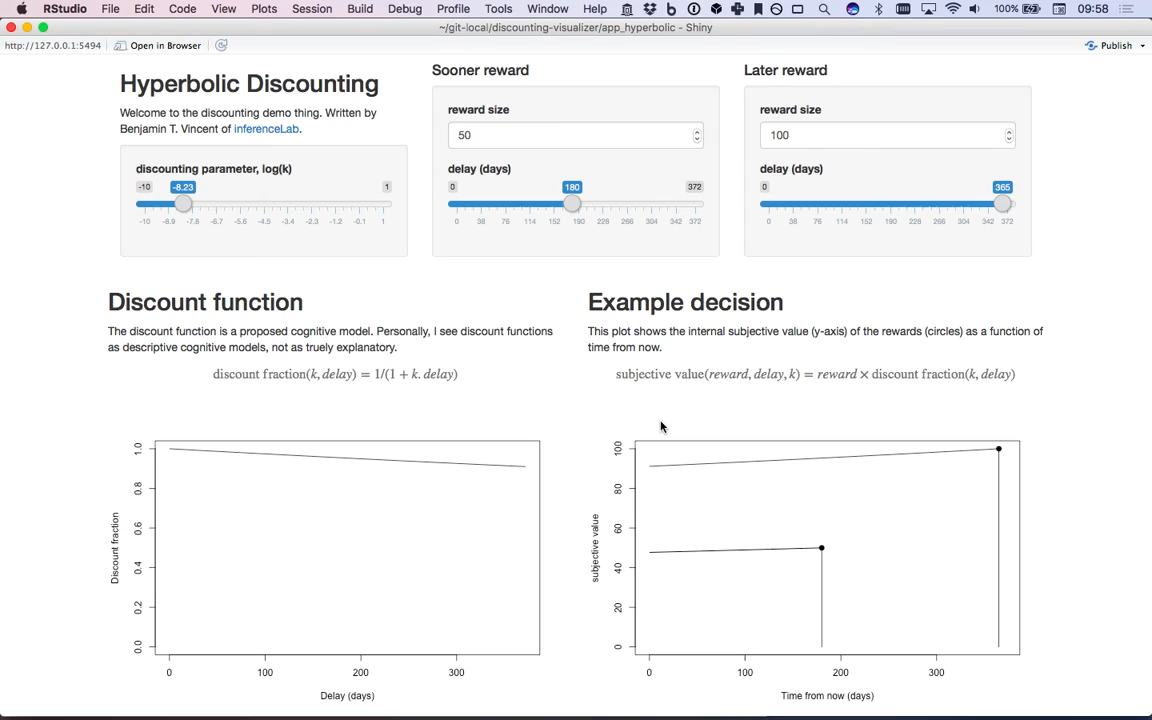 RStudio File Edit Code View Plots Session Build Debug Profile Tools Window Help 100% 09:58
~/git-local/discounting-visualizer/app_hyperbolic - Shiny
http://127.0.0.1:5494 Open in Browser Publish
Hyperbolic Discounting
Welcome to the discounting demo thing. Written by
Benjamin T. Vincent of inferenceLab.
discounting parameter, log(k)
-10 -8.23 1
-10 -8.9 -7.8 -6.7 -5.6 -4.5 -3.4 -2.3 -1.2 -0.1 1
Sooner reward
reward size
50
delay (days)
0 180 372
0 38 76 114 152 190 228 266 304 342 372
Later reward
reward size
100
delay (days)
0 365 372
0 38 76 114 152 190 228 266 304 342 372
Discount function
The discount function is a proposed cognitive model. Personally, I see discount functions
as descriptive cognitive models, not as truely explanatory.
discount fraction(k, delay) = 1/(1 + k. delay)
Discount fraction
1.0
0.8
0.6
0.4
0.2
0.0
0 100 200 300
Delay (days)
Example decision
This plot shows the internal subjective value (y-axis) of the rewards (circles) as a function of
time from now.
subjective value(reward, delay, k) = reward × discount fraction(k, delay)
subjective value
100
80
60
40
20
0
0 100 200 300
Time from now (days)